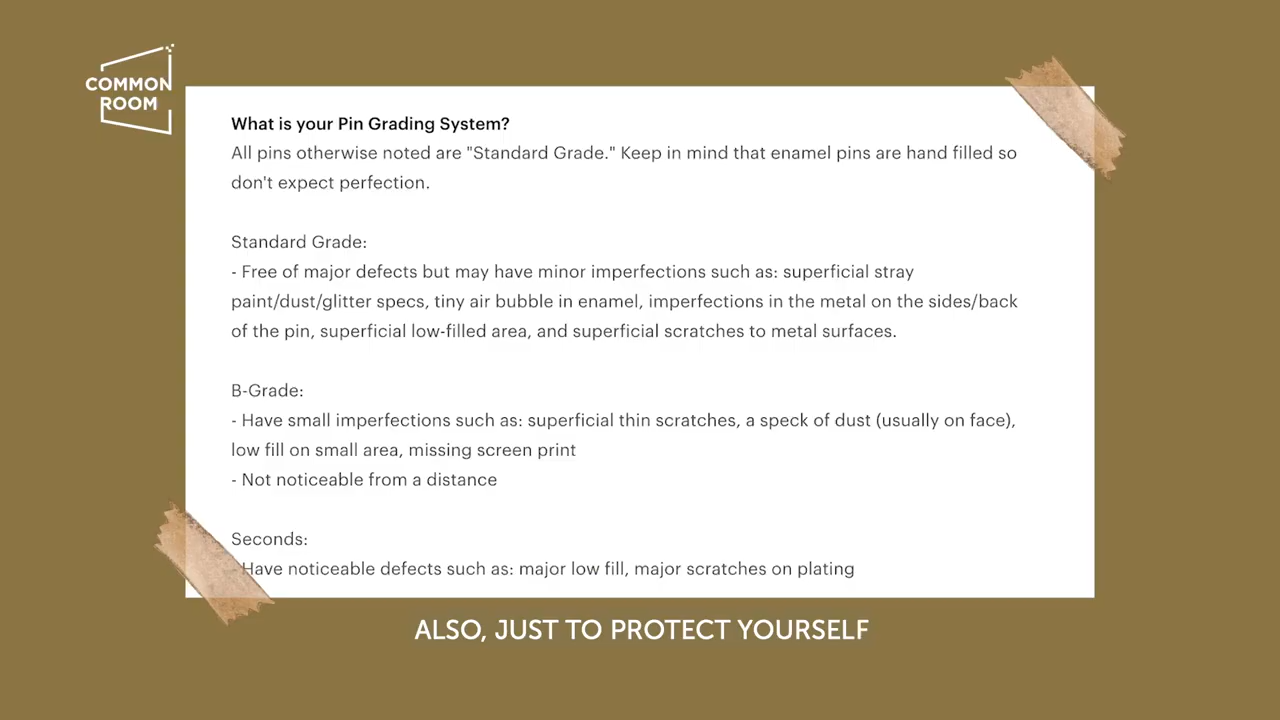 COMMON
ROOM
What is your Pin Grading System?
All pins otherwise noted are "Standard Grade." Keep in mind that enamel pins are hand filled so
don't expect perfection.
Standard Grade:
- Free of major defects but may have minor imperfections such as: superficial stray
paint/dust/glitter specs, tiny air bubble in enamel, imperfections in the metal on the sides/back
of the pin, superficial low-filled area, and superficial scratches to metal surfaces.
B-Grade:
- Have small imperfections such as: superficial thin scratches, a speck of dust (usually on face),
low fill on small area, missing screen print
- Not noticeable from a distance
Seconds:
- Have noticeable defects such as: major low fill, major scratches on plating
ALSO, JUST TO PROTECT YOURSELF